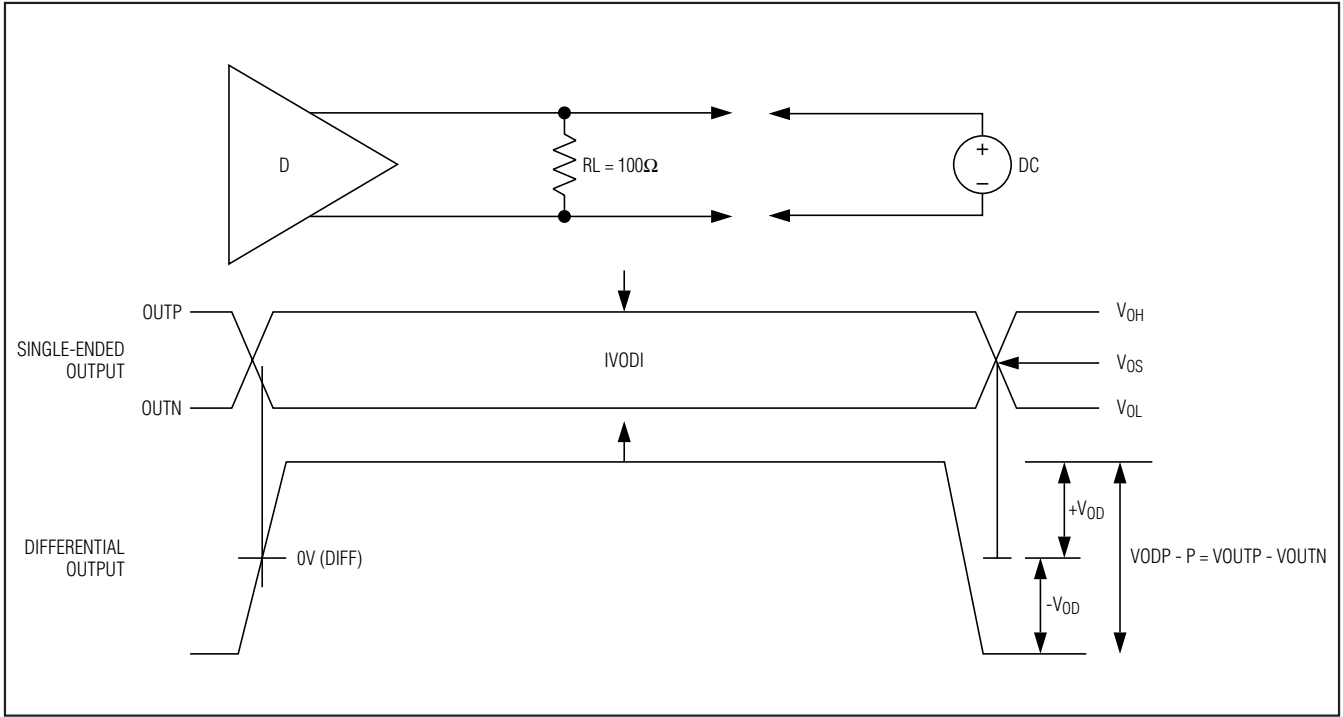 D
RL = 100Ω
+
−
DC
OUTP
VOH
SINGLE-ENDED
OUTPUT
IVODI
VOS
OUTN
VOL
+VOD
DIFFERENTIAL
OUTPUT
0V (DIFF)
VODP - P = VOUTP - VOUTN
-VOD